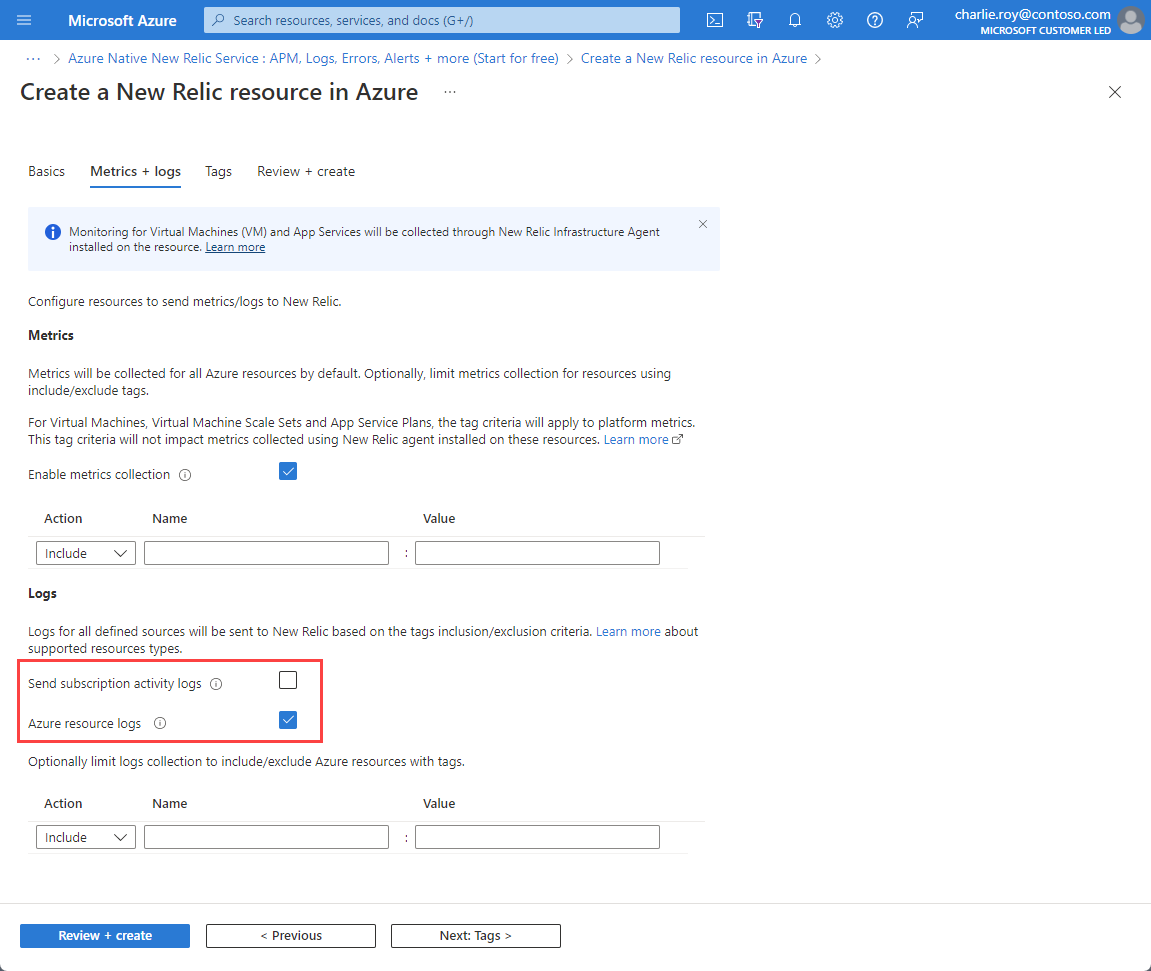 Microsoft Azure
Search resources, services, and docs (G+/)
charlie.roy@contoso.com
MICROSOFT CUSTOMER LED
··· > Azure Native New Relic Service : APM, Logs, Errors, Alerts + more (Start for free) > Create a New Relic resource in Azure >
Create a New Relic resource in Azure ···
Basics Metrics + logs Tags Review + create
Monitoring for Virtual Machines (VM) and App Services will be collected through New Relic Infrastructure Agent
installed on the resource. Learn more
Configure resources to send metrics/logs to New Relic.
Metrics
Metrics will be collected for all Azure resources by default. Optionally, limit metrics collection for resources using
include/exclude tags.
For Virtual Machines, Virtual Machine Scale Sets and App Service Plans, the tag criteria will apply to platform metrics.
This tag criteria will not impact metrics collected using New Relic agent installed on these resources. Learn more
Enable metrics collection
Action Name Value
Include :
Logs
Logs for all defined sources will be sent to New Relic based on the tags inclusion/exclusion criteria. Learn more about
supported resources types.
Send subscription activity logs
Azure resource logs
Optionally limit logs collection to include/exclude Azure resources with tags.
Action Name Value
Include :
Review + create < Previous Next: Tags >